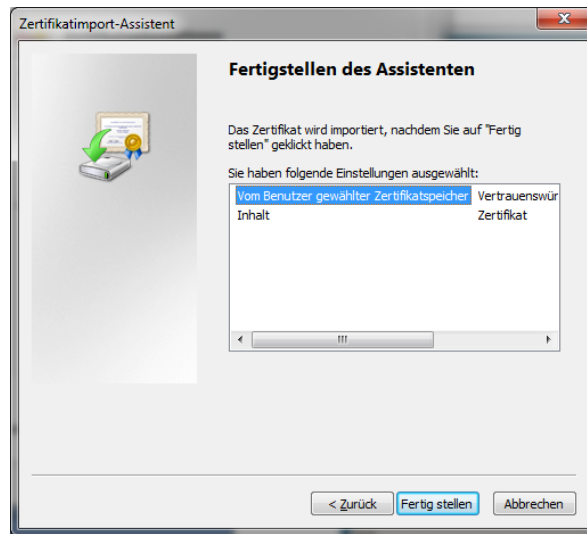 Zertifikatimport-Assistent
Fertigstellen des Assistenten
Das Zertifikat wird importiert, nachdem Sie auf "Fertig
stellen" geklickt haben.
Sie haben folgende Einstellungen ausgewählt:
Vom Benutzer gewählter Zertifikatspeicher Vertrauenswür
Inhalt Zertifikat
< Zurück Fertig stellen Abbrechen